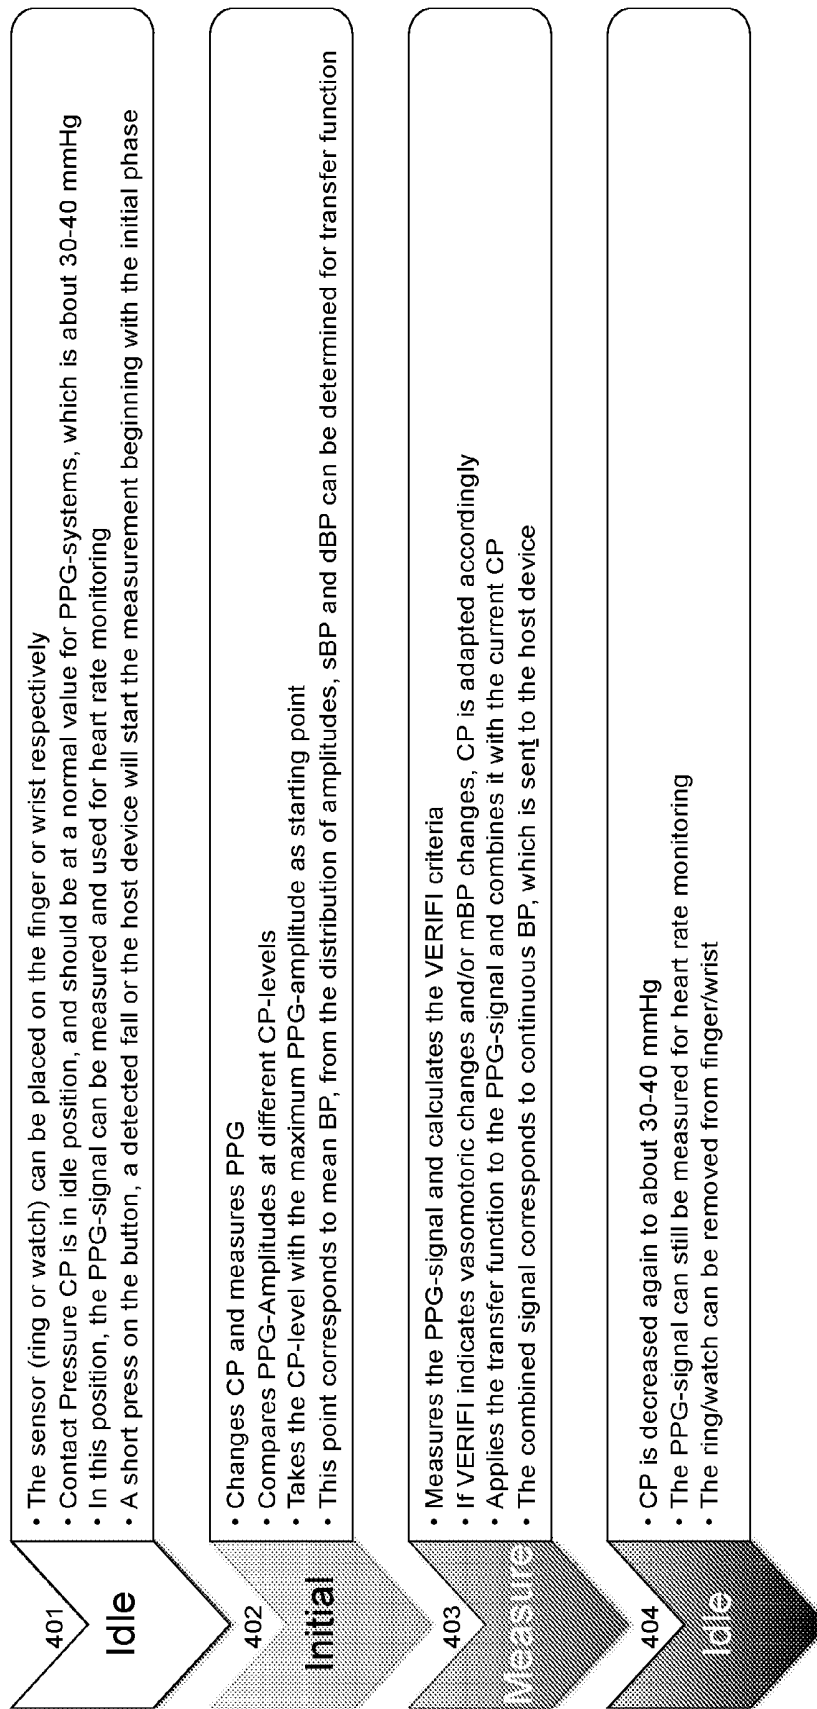 401
Idle
• The sensor (ring or watch) can be placed on the finger or wrist respectively
• Contact Pressure CP is in idle position, and should be at a normal value for PPG-systems, which is about 30-40 mmHg
• In this position, the PPG-signal can be measured and used for heart rate monitoring
• A short press on the button, a detected fall or the host device will start the measurement beginning with the initial phase
402
Initial
• Changes CP and measures PPG
• Compares PPG-Amplitudes at different CP-levels
• Takes the CP-level with the maximum PPG-amplitude as starting point
• This point corresponds to mean BP, from the distribution of amplitudes, sBP and dBP can be determined for transfer function
403
Measure
• Measures the PPG-signal and calculates the VERIFI criteria
• If VERIFI indicates vasomotoric changes and/or mBP changes, CP is adapted accordingly
• Applies the transfer function to the PPG-signal and combines it with the current CP
• The combined signal corresponds to continuous BP, which is sent to the host device
404
Idle
• CP is decreased again to about 30-40 mmHg
• The PPG-signal can still be measured for heart rate monitoring
• The ring/watch can be removed from finger/wrist